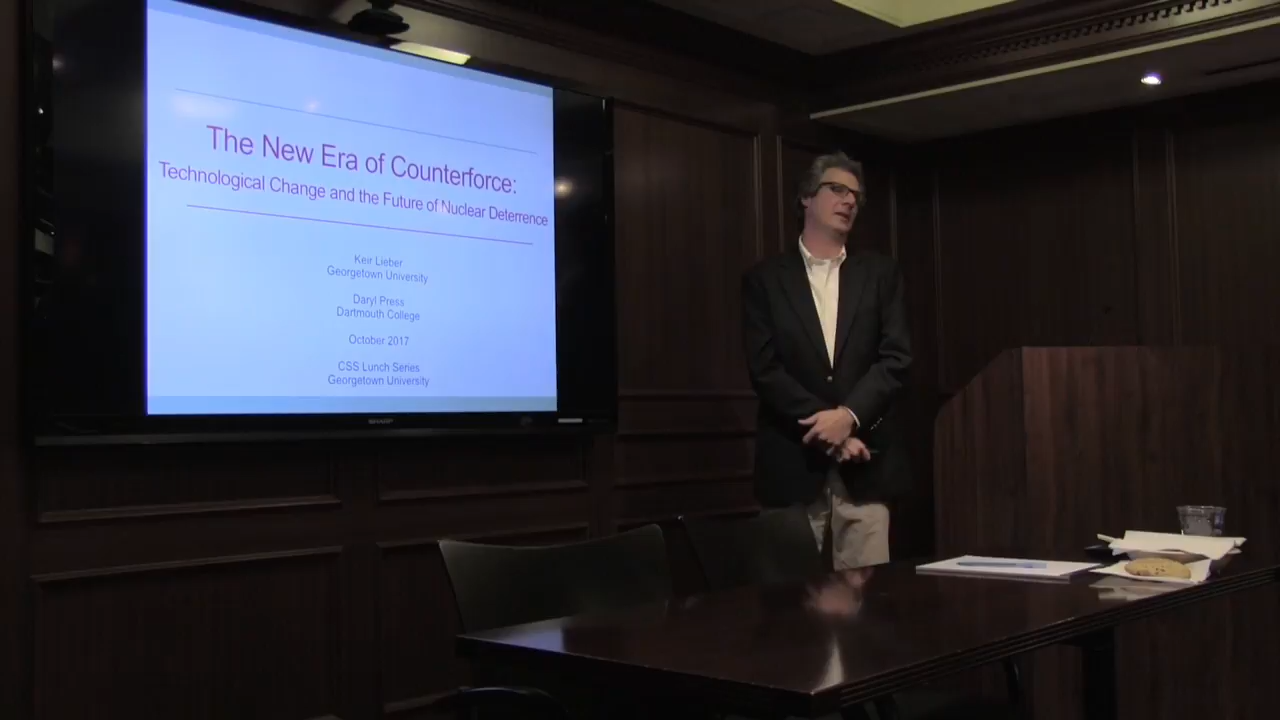 The New Era of Counterforce:
Technological Change and the Future of Nuclear Deterrence
Keir Lieber
Georgetown University
Daryl Press
Dartmouth College
October 2017
CSS Lunch Series
Georgetown University
SHARP